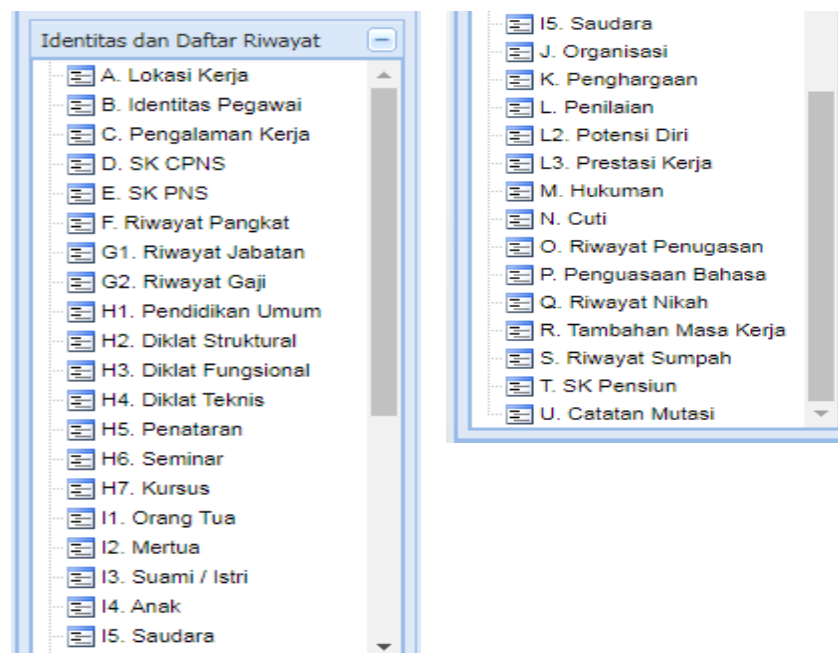 Identitas dan Daftar Riwayat
A. Lokasi Kerja
B. Identitas Pegawai
C. Pengalaman Kerja
D. SK CPNS
E. SK PNS
F. Riwayat Pangkat
G1. Riwayat Jabatan
G2. Riwayat Gaji
H1. Pendidikan Umum
H2. Diklat Struktural
H3. Diklat Fungsional
H4. Diklat Teknis
H5. Penataran
H6. Seminar
H7. Kursus
I1. Orang Tua
I2. Mertua
I3. Suami / Istri
I4. Anak
I5. Saudara
I5. Saudara
J. Organisasi
K. Penghargaan
L. Penilaian
L2. Potensi Diri
L3. Prestasi Kerja
M. Hukuman
N. Cuti
O. Riwayat Penugasan
P. Penguasaan Bahasa
Q. Riwayat Nikah
R. Tambahan Masa Kerja
S. Riwayat Sumpah
T. SK Pensiun
U. Catatan Mutasi